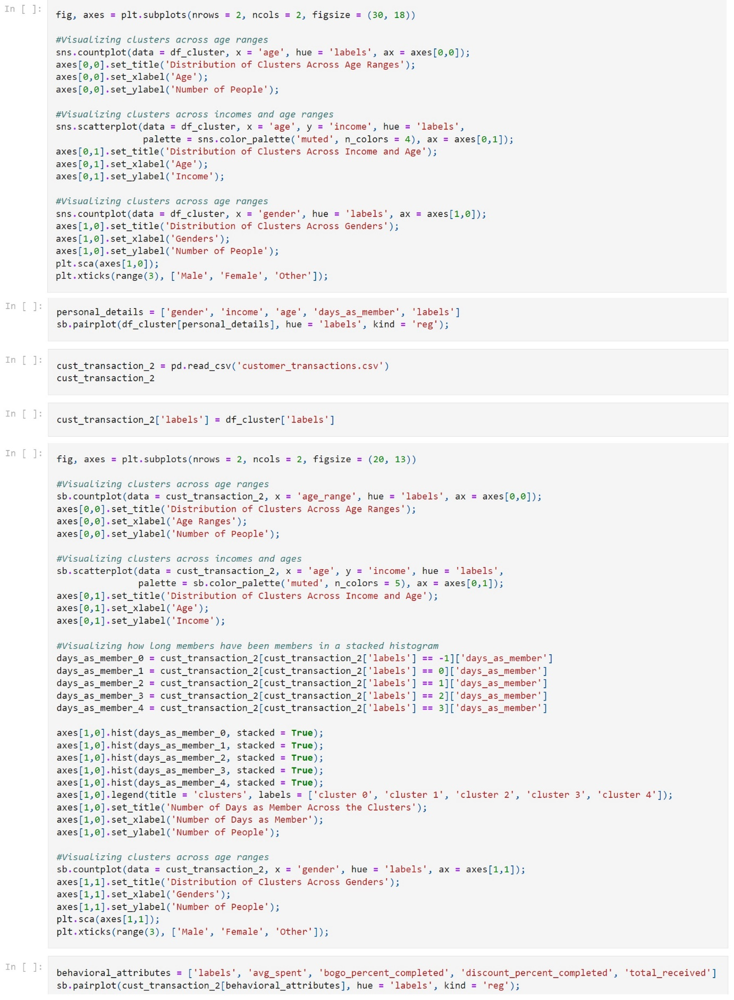 In [ ]:
fig, axes = plt.subplots(nrows = 2, ncols = 2, figsize = (30, 18))

#Visualizing clusters across age ranges
sns.countplot(data = df_cluster, x = 'age', hue = 'labels', ax = axes[0,0]);
axes[0,0].set_title('Distribution of Clusters Across Age Ranges');
axes[0,0].set_xlabel('Age');
axes[0,0].set_ylabel('Number of People');

#Visualizing clusters across incomes and age ranges
sns.scatterplot(data = df_cluster, x = 'age', y = 'income', hue = 'labels',
                palette = sns.color_palette('muted', n_colors = 4), ax = axes[0,1]);
axes[0,1].set_title('Distribution of Clusters Across Income and Age');
axes[0,1].set_xlabel('Age');
axes[0,1].set_ylabel('Income');

#Visualizing clusters across age ranges
sns.countplot(data = df_cluster, x = 'gender', hue = 'labels', ax = axes[1,0]);
axes[1,0].set_title('Distribution of Clusters Across Genders');
axes[1,0].set_xlabel('Genders');
axes[1,0].set_ylabel('Number of People');
plt.sca(axes[1,0]);
plt.xticks(range(3), ['Male', 'Female', 'Other']);

In [ ]:
personal_details = ['gender', 'income', 'age', 'days_as_member', 'labels']
sb.pairplot(df_cluster[personal_details], hue = 'labels', kind = 'reg');

In [ ]:
cust_transaction_2 = pd.read_csv('customer_transactions.csv')
cust_transaction_2

In [ ]:
cust_transaction_2['labels'] = df_cluster['labels']

In [ ]:
fig, axes = plt.subplots(nrows = 2, ncols = 2, figsize = (20, 13))

#Visualizing clusters across age ranges
sb.countplot(data = cust_transaction_2, x = 'age_range', hue = 'labels', ax = axes[0,0]);
axes[0,0].set_title('Distribution of Clusters Across Age Ranges');
axes[0,0].set_xlabel('Age Ranges');
axes[0,0].set_ylabel('Number of People');

#Visualizing clusters across incomes and ages
sb.scatterplot(data = cust_transaction_2, x = 'age', y = 'income', hue = 'labels',
               palette = sb.color_palette('muted', n_colors = 5), ax = axes[0,1]);
axes[0,1].set_title('Distribution of Clusters Across Income and Age');
axes[0,1].set_xlabel('Age');
axes[0,1].set_ylabel('Income');

#Visualizing how long members have been members in a stacked histogram
days_as_member_0 = cust_transaction_2[cust_transaction_2['labels'] == -1]['days_as_member']
days_as_member_1 = cust_transaction_2[cust_transaction_2['labels'] == 0]['days_as_member']
days_as_member_2 = cust_transaction_2[cust_transaction_2['labels'] == 1]['days_as_member']
days_as_member_3 = cust_transaction_2[cust_transaction_2['labels'] == 2]['days_as_member']
days_as_member_4 = cust_transaction_2[cust_transaction_2['labels'] == 3]['days_as_member']

axes[1,0].hist(days_as_member_0, stacked = True);
axes[1,0].hist(days_as_member_1, stacked = True);
axes[1,0].hist(days_as_member_2, stacked = True);
axes[1,0].hist(days_as_member_3, stacked = True);
axes[1,0].hist(days_as_member_4, stacked = True);
axes[1,0].legend(title = 'clusters', labels = ['cluster 0', 'cluster 1', 'cluster 2', 'cluster 3', 'cluster 4']);
axes[1,0].set_title('Number of Days as Member Across the Clusters');
axes[1,0].set_xlabel('Number of Days as Member');
axes[1,0].set_ylabel('Number of People');

#Visualizing clusters across age ranges
sb.countplot(data = cust_transaction_2, x = 'gender', hue = 'labels', ax = axes[1,1]);
axes[1,1].set_title('Distribution of Clusters Across Genders');
axes[1,1].set_xlabel('Genders');
axes[1,1].set_ylabel('Number of People');
plt.sca(axes[1,1]);
plt.xticks(range(3), ['Male', 'Female', 'Other']);

In [ ]:
behavioral_attributes = ['labels', 'avg_spent', 'bogo_percent_completed', 'discount_percent_completed', 'total_received']
sb.pairplot(cust_transaction_2[behavioral_attributes], hue = 'labels', kind = 'reg');